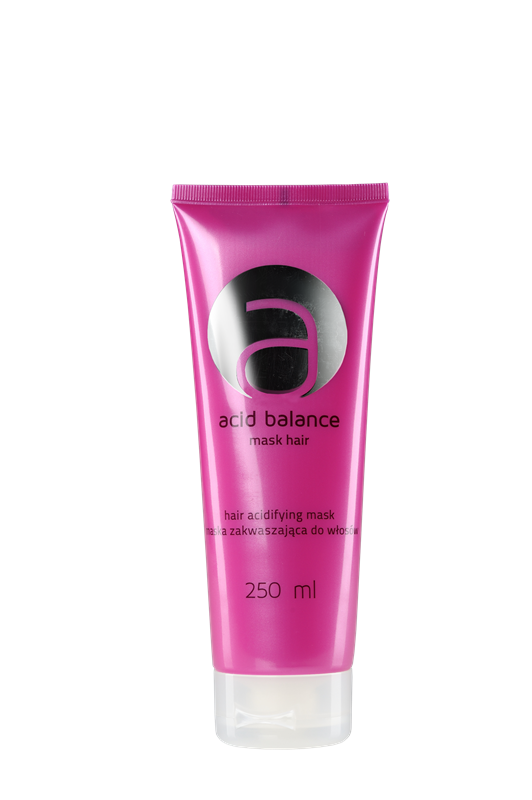 a
acid balance
mask hair
hair acidifying mask
maska zakwaszająca do włosów
250 ml